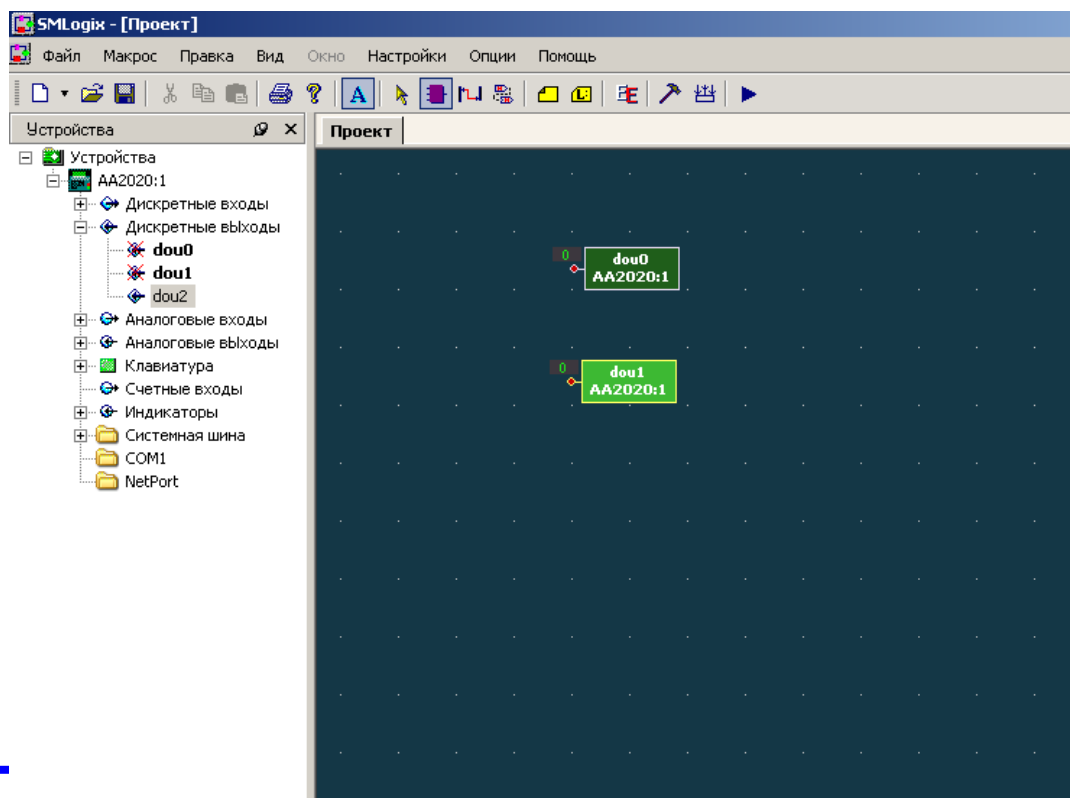 SMLogix - [Проект]
Файл Макрос Правка Вид Окно Настройки Опции Помощь
Устройства
Проект
Устройства
AA2020:1
Дискретные входы
Дискретные выходы
dou0
dou1
dou2
Аналоговые входы
Аналоговые выходы
Клавиатура
Счетные входы
Индикаторы
Системная шина
COM1
NetPort
0
dou0
AA2020:1
0
dou1
AA2020:1